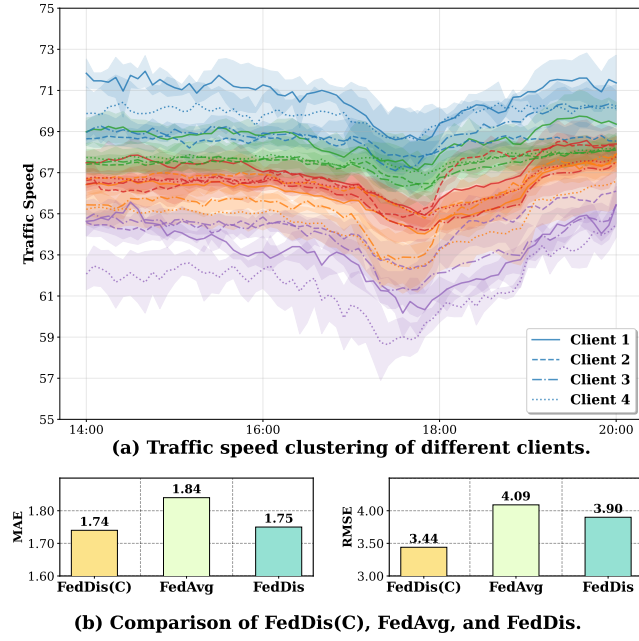 75
73
71
69
67
65
63
61
59
57
55
Traffic Speed
14:00
16:00
18:00
20:00
Client 1
Client 2
Client 3
Client 4
(a) Traffic speed clustering of different clients.
MAE
1.80
1.70
1.60
1.74
1.84
1.75
FedDis(C)
FedAvg
FedDis
RMSE
4.00
3.50
3.00
3.44
4.09
3.90
FedDis(C)
FedAvg
FedDis
(b) Comparison of FedDis(C), FedAvg, and FedDis.